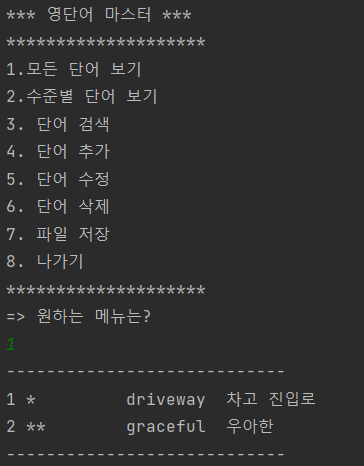 *** 영단어 마스터 ***
********************
1.모든 단어 보기
2.수준별 단어 보기
3. 단어 검색
4. 단어 추가
5. 단어 수정
6. 단어 삭제
7. 파일 저장
8. 나가기
********************
=> 원하는 메뉴는?
1
----------------------------
1 *         driveway  차고 진입로
2 **        graceful  우아한
----------------------------